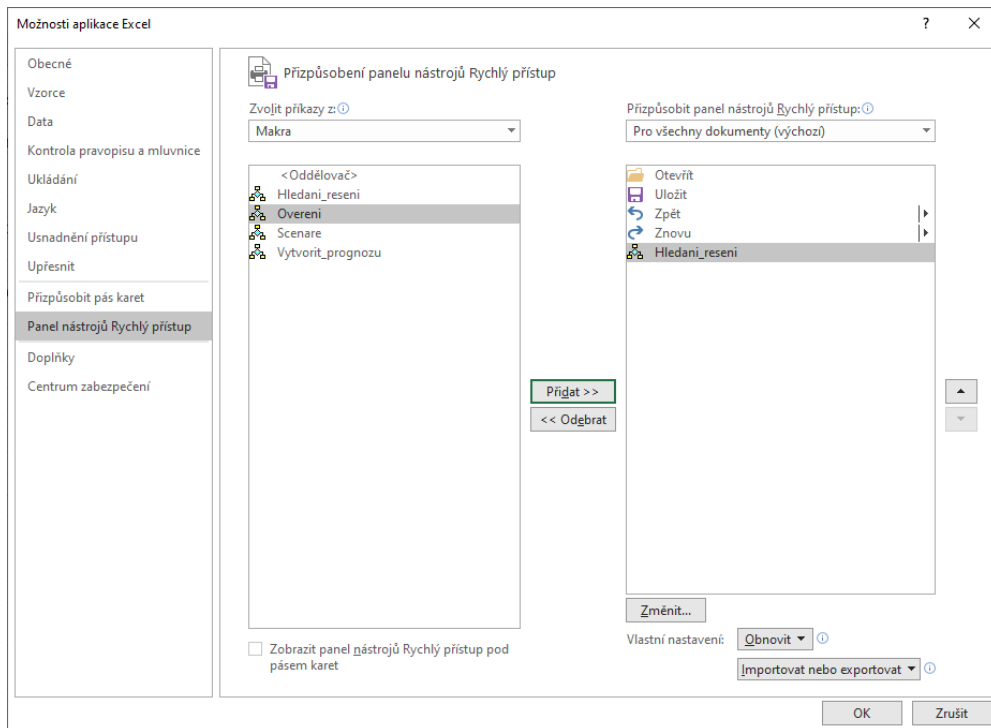 Možnosti aplikace Excel
?
Obecné
Vzorce
Data
Kontrola pravopisu a mluvnice
Ukládání
Jazyk
Usnadnění přístupu
Upřesnit
Přizpůsobit pás karet
Panel nástrojů Rychlý přístup
Doplňky
Centrum zabezpečení
Přizpůsobení panelu nástrojů Rychlý přístup
Zvolit příkazy z:
Makra
<Oddělovač>
Hledani_reseni
Overeni
Scenare
Vytvorit_prognozu
Zobrazit panel nástrojů Rychlý přístup pod
pásem karet
Přidat >>
<< Odebrat
Přizpůsobit panel nástrojů Rychlý přístup:
Pro všechny dokumenty (výchozí)
Otevřít
Uložit
Zpět
Znovu
Hledani_reseni
Změnit...
Vlastní nastavení:
Obnovit
Importovat nebo exportovat
OK
Zrušit